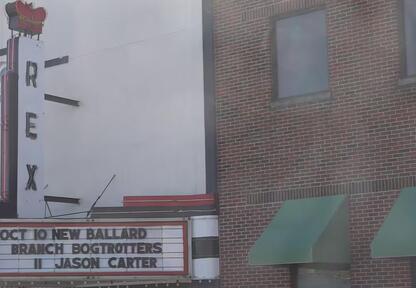 REX
OCT 10 NEW BALLARD
BRANCH BOGTROTTERS
11 JASON CARTER